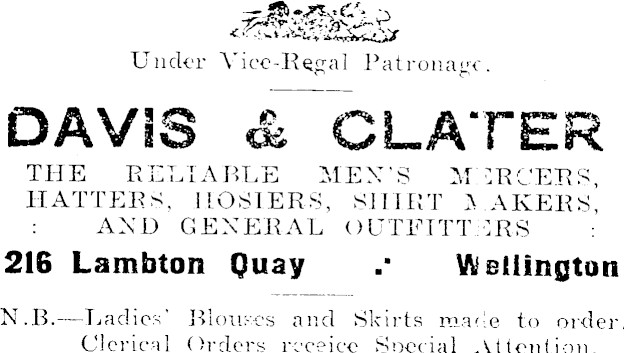 Under Vice-Regal Patronage.
DAVIS & CLATER
THE RELIABLE MEN'S MERCERS,
HATTERS, HOSIERS, SHIRT MAKERS,
: AND GENERAL OUTFITTERS :
216 Lambton Quay .· Wellington
N.B.—Ladies' Blouses and Skirts made to order.
Clerical Orders receice Special Attention.